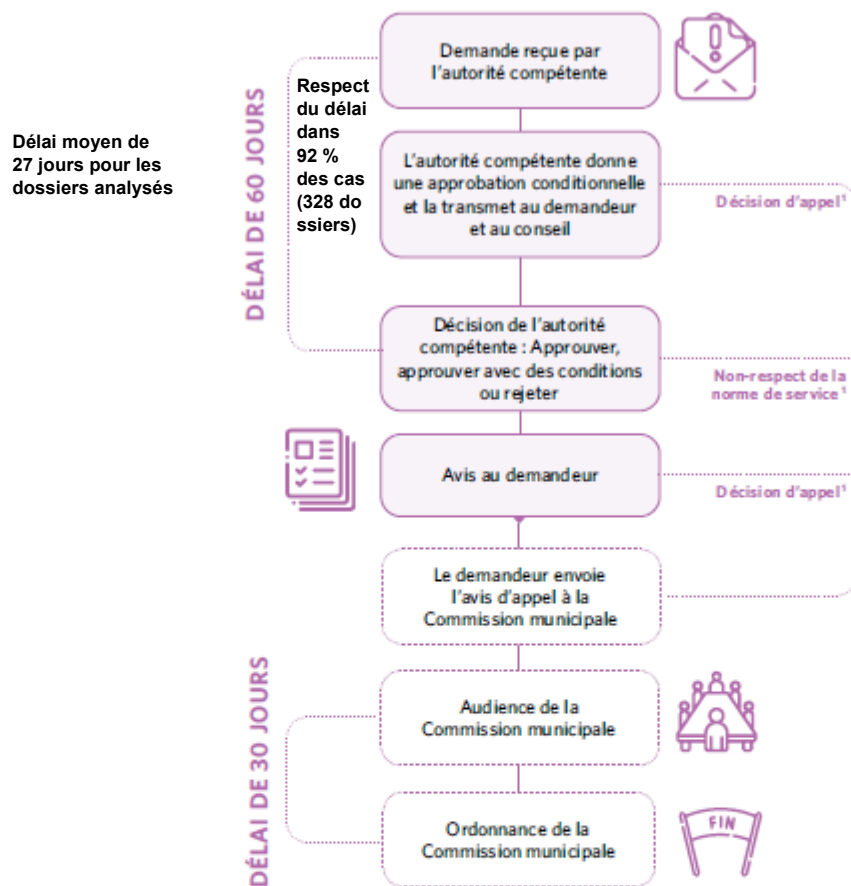 Demande reçue par
l'autorité compétente
Délai moyen de
27 jours pour les
dossiers analysés
DÉLAI DE 60 JOURS
Respect
du délai
dans
92 %
des cas
(328 do
ssiers)
L'autorité compétente donne
une approbation conditionnelle
et la transmet au demandeur
et au conseil
Décision d'appel¹
Décision de l'autorité
compétente : Approuver,
approuver avec des conditions
ou rejeter
Non-respect de la
norme de service¹
Avis au demandeur
Décision d'appel¹
Le demandeur envoie
l'avis d'appel à la
Commission municipale
DÉLAI DE 30 JOURS
Audience de la
Commission municipale
Ordonnance de la
Commission municipale
FIN